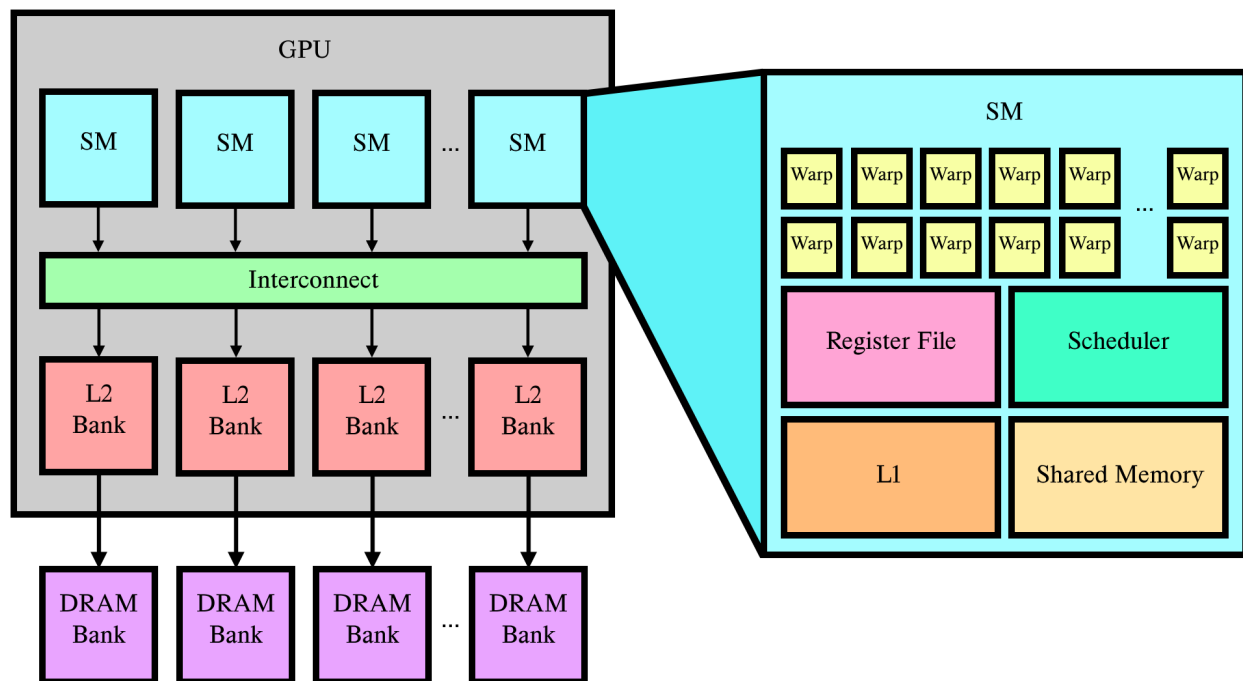 GPU
SM SM SM ... SM
Interconnect
L2 L2 L2 L2
Bank Bank Bank ... Bank
DRAM DRAM DRAM DRAM
Bank Bank Bank ... Bank
SM
Warp Warp Warp Warp Warp ... Warp
Warp Warp Warp Warp Warp Warp
Register File Scheduler
L1 Shared Memory